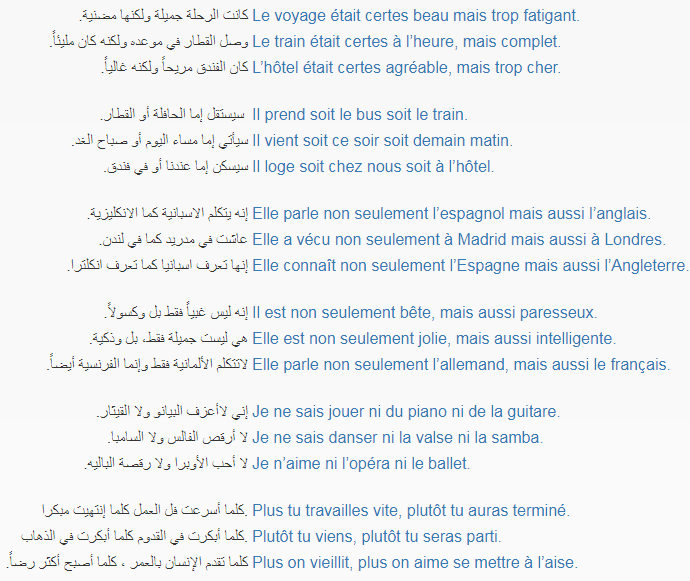 كانت الرحلة جميلة ولكنها مضنية. Le voyage était certes beau mais trop fatigant.
وصل القطار في موعده ولكنه كان مليئاً. Le train était certes à l’heure, mais complet.
كان الفندق مريحاً ولكنه غالياً. L’hôtel était certes agréable, mais trop cher.
سيستقل إما الحافلة أو القطار. Il prend soit le bus soit le train.
سيأتي إما مساء اليوم أو صباح الغد. Il vient soit ce soir soit demain matin.
سيسكن إما عندنا أو في فندق. Il loge soit chez nous soit à l’hôtel.
إنه يتكلم الاسبانية كما الانكليزية. Elle parle non seulement l’espagnol mais aussi l’anglais.
عاشت في مدريد كما في لندن. Elle a vécu non seulement à Madrid mais aussi à Londres.
إنها تعرف اسبانيا كما تعرف انكلترا. Elle connaît non seulement l’Espagne mais aussi l’Angleterre.
إنه ليس غبياً فقط بل وكسولاً. Il est non seulement bête, mais aussi paresseux.
هي ليست جميلة فقط، بل وذكية. Elle est non seulement jolie, mais aussi intelligente.
لاتتكلم الألمانية فقط وإنما الفرنسية أيضاً. Elle parle non seulement l’allemand, mais aussi le français.
إني لاأعزف البيانو ولا القيثار. Je ne sais jouer ni du piano ni de la guitare.
لا أرقص الفالس ولا السامبا. Je ne sais danser ni la valse ni la samba.
لا أحب الأوبرا ولا رقصة الباليه. Je n’aime ni l’opéra ni le ballet.
كلما أسرعت فل العمل كلما إنتهيت مبكرا. Plus tu travailles vite, plutôt tu auras terminé.
كلما أبكرت في القدوم كلما أبكرت في الذهاب. Plutôt tu viens, plutôt tu seras parti.
كلما تقدم الإنسان بالعمر ، كلما أصبح أكثر رضاً. Plus on vieillit, plus on aime se mettre à l’aise.